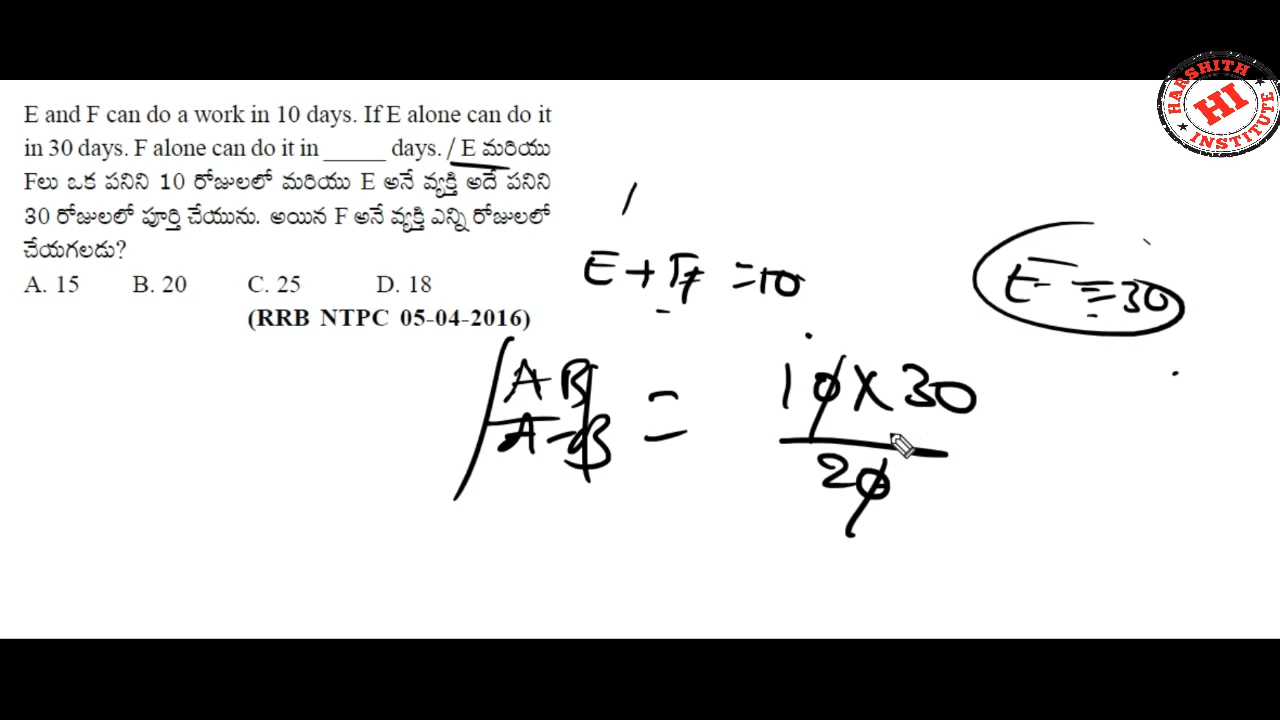 E and F can do a work in 10 days. If E alone can do it
in 30 days. F alone can do it in _____ days. / E మరియు
Fలు ఒక పనిని 10 రోజులలో మరియు E అనే వ్యక్తి అదే పనిని
30 రోజులలో పూర్తి చేయును. అయిన F అనే వ్యక్తి ఎన్ని రోజులలో
చేయగలడు?
A. 15 B. 20 C. 25 D. 18
(RRB NTPC 05-04-2016)
E + F = 10
E = 30
AB
A-B
=
10 X 30
20
HARSHITH
HI
INSTITUTE